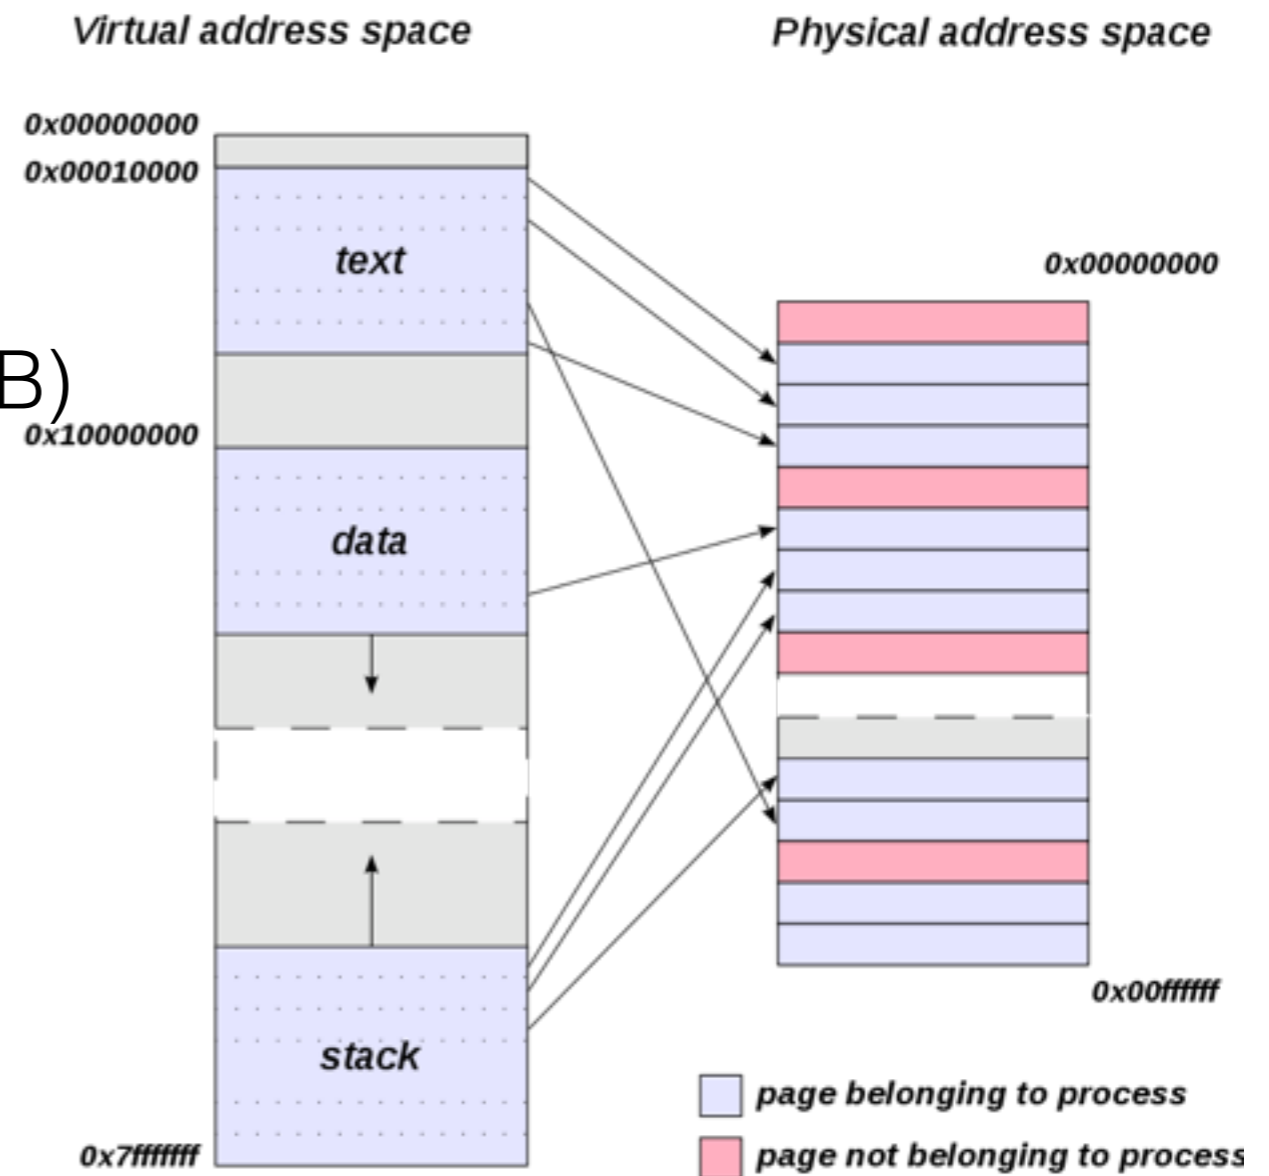 Virtual address space
Physical address space
0x00000000
0x00010000
text
0x00000000
B)
0x10000000
data
0x00ffffff
stack
page belonging to process
0x7fffffff
page not belonging to process